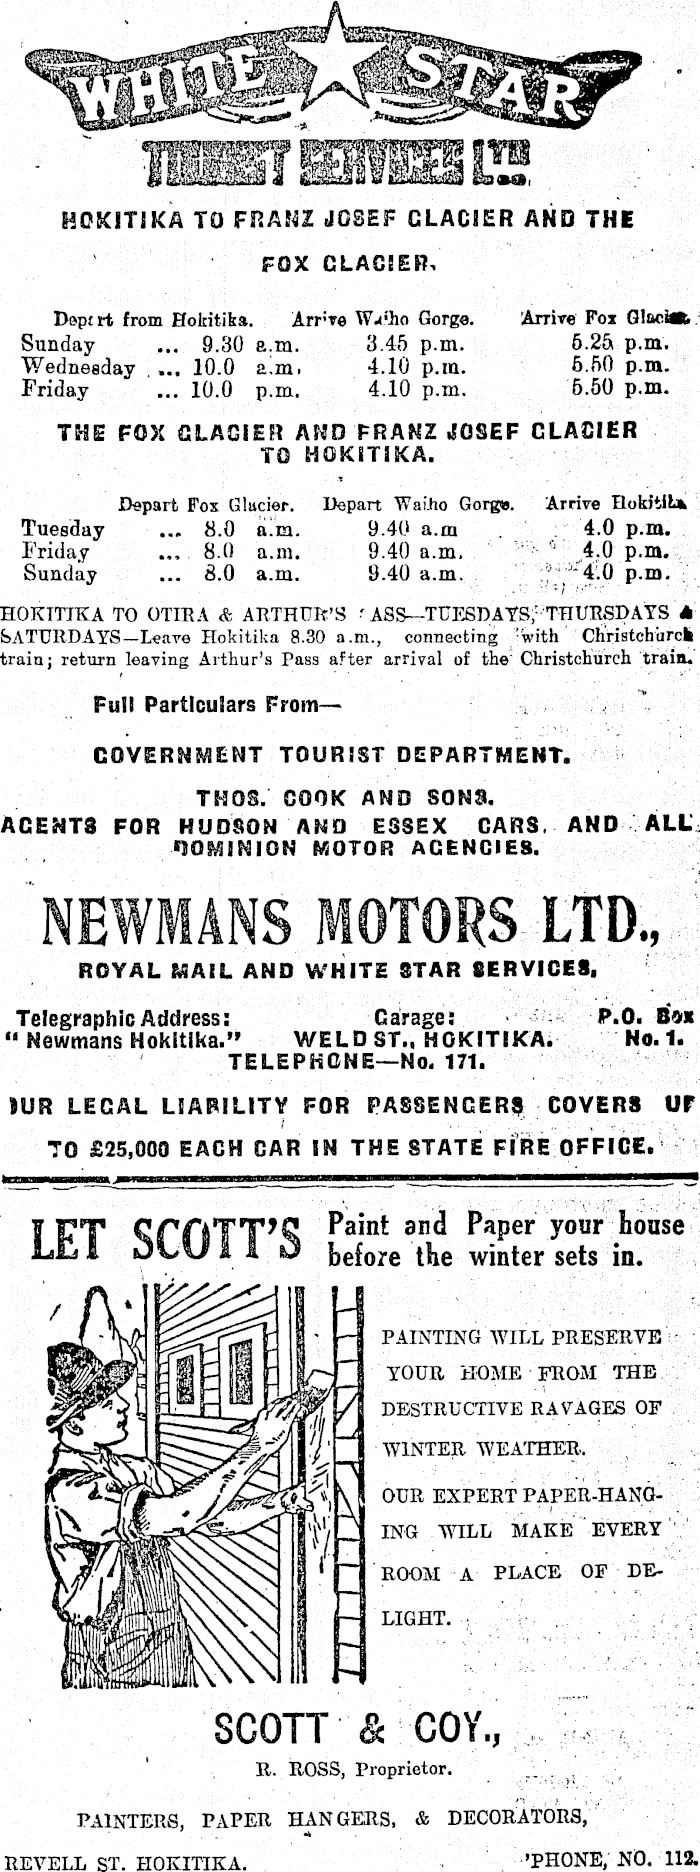 WHITE STAR
TOURIST SERVICES LTD.
HOKITIKA TO FRANZ JOSEF GLACIER AND THE
FOX GLACIER.
Depart from Hokitika. Arrive Waiho Gorge. Arrive Fox Glacier.
Sunday ... 9.30 a.m. 3.45 p.m. 5.25 p.m.
Wednesday ... 10.0 a.m. 4.10 p.m. 5.50 p.m.
Friday ... 10.0 p.m. 4.10 p.m. 5.50 p.m.
THE FOX GLACIER AND FRANZ JOSEF GLACIER
TO HOKITIKA.
Depart Fox Glacier. Depart Waiho Gorge. Arrive Hokitika
Tuesday ... 8.0 a.m. 9.40 a.m 4.0 p.m.
Friday ... 8.0 a.m. 9.40 a.m. 4.0 p.m.
Sunday ... 8.0 a.m. 9.40 a.m. 4.0 p.m.
HOKITIKA TO OTIRA & ARTHUR'S PASS—TUESDAYS, THURSDAYS &
SATURDAYS—Leave Hokitika 8.30 a.m., connecting with Christchurch
train; return leaving Arthur's Pass after arrival of the Christchurch train.
Full Particulars From—
GOVERNMENT TOURIST DEPARTMENT.
THOS. COOK AND SONS.
AGENTS FOR HUDSON AND ESSEX CARS, AND ALL
DOMINION MOTOR AGENCIES.
NEWMANS MOTORS LTD.,
ROYAL MAIL AND WHITE STAR SERVICES,
Telegraphic Address: Garage: P.O. Box
" Newmans Hokitika." WELD ST., HOKITIKA. No. 1.
TELEPHONE—No. 171.
OUR LEGAL LIABILITY FOR PASSENGERS COVERS UP
TO £25,000 EACH CAR IN THE STATE FIRE OFFICE.
LET SCOTT'S Paint and Paper your house
before the winter sets in.
PAINTING WILL PRESERVE
YOUR HOME FROM THE
DESTRUCTIVE RAVAGES OF
WINTER WEATHER.
OUR EXPERT PAPER-HANG-
ING WILL MAKE EVERY
ROOM A PLACE OF DE-
LIGHT.
SCOTT & COY.,
R. ROSS, Proprietor.
PAINTERS, PAPER HANGERS, & DECORATORS,
REVELL ST. HOKITIKA. 'PHONE, NO. 112.